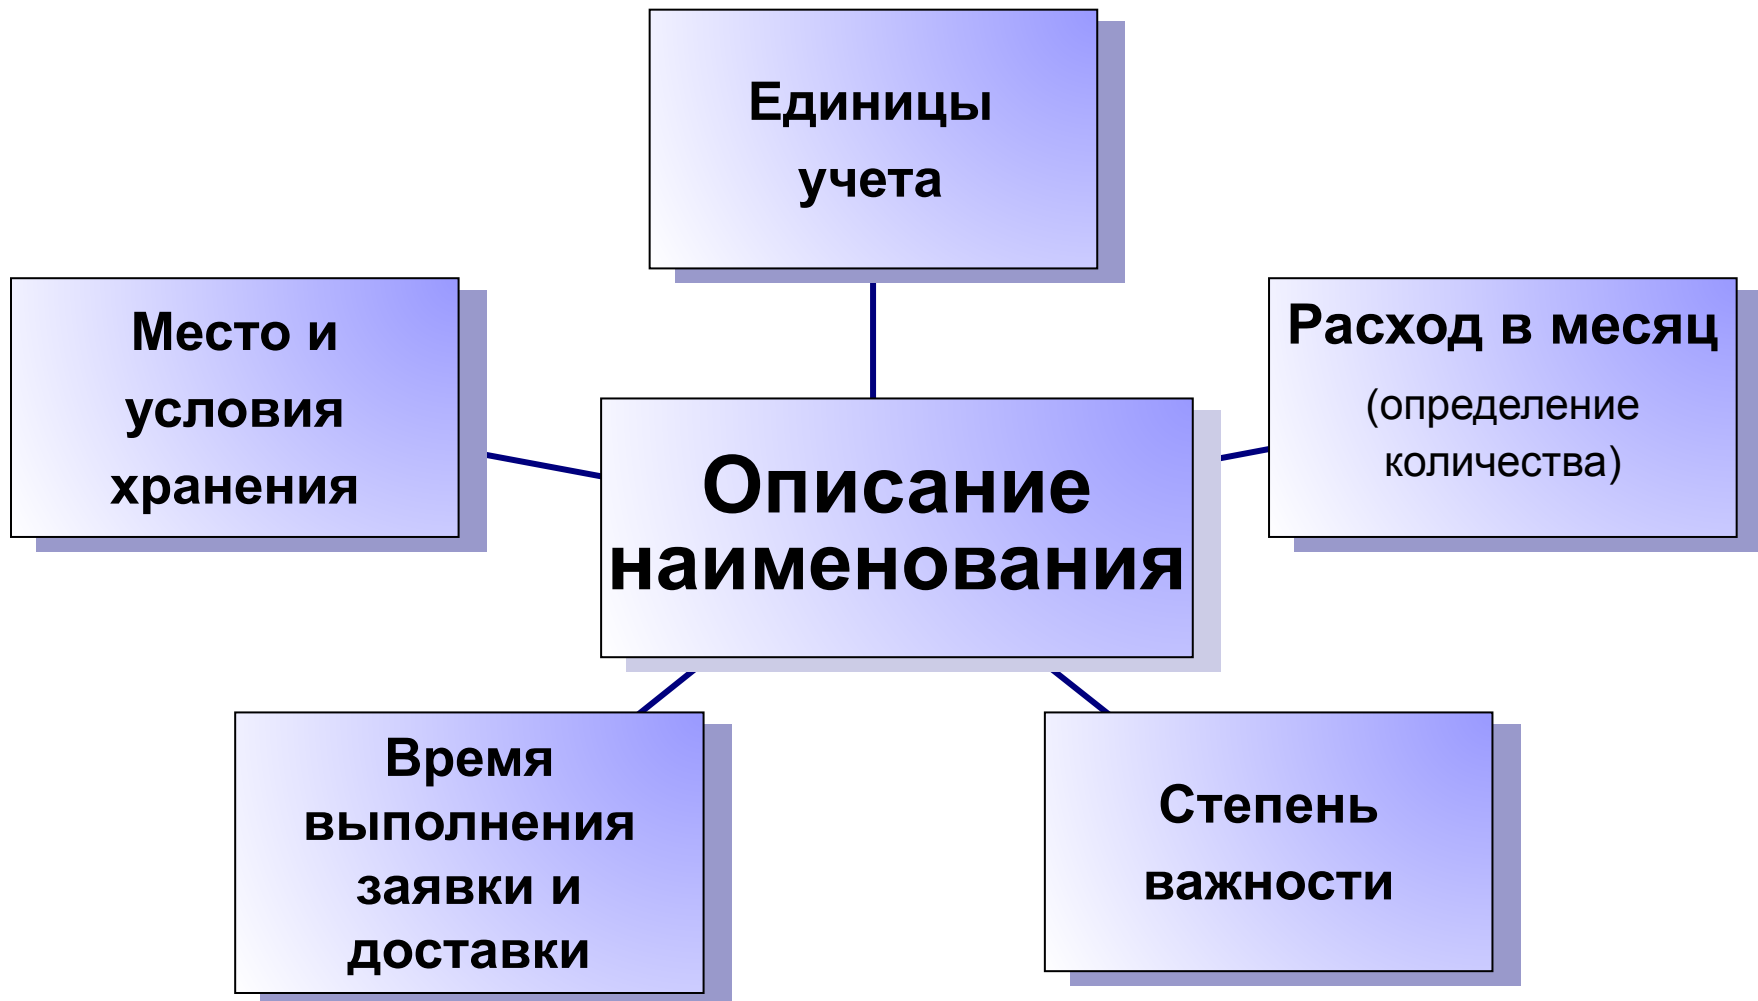 Единицы
учета
Место и
условия
хранения
Расход в месяц
(определение
количества)
Описание
наименования
Время
выполнения
заявки и
доставки
Степень
важности